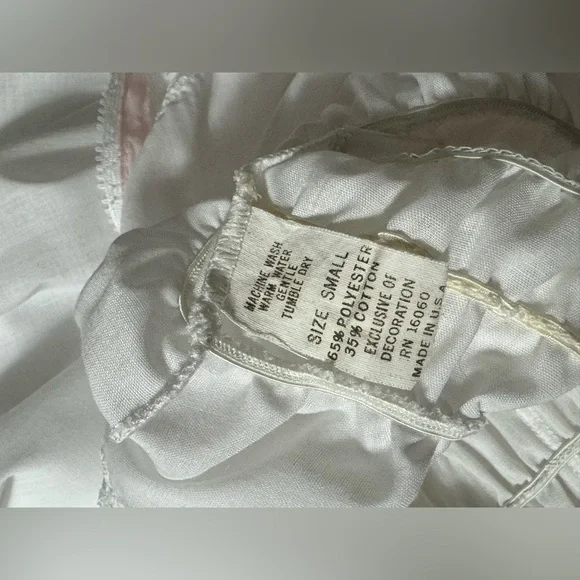 MACHINE WASH
WARM WATER
GENTLE
TUMBLE DRY
SIZE SMALL
65% POLYESTER
35% COTTON
EXCLUSIVE OF
DECORATION
RN 16060
MADE IN U.S.A.